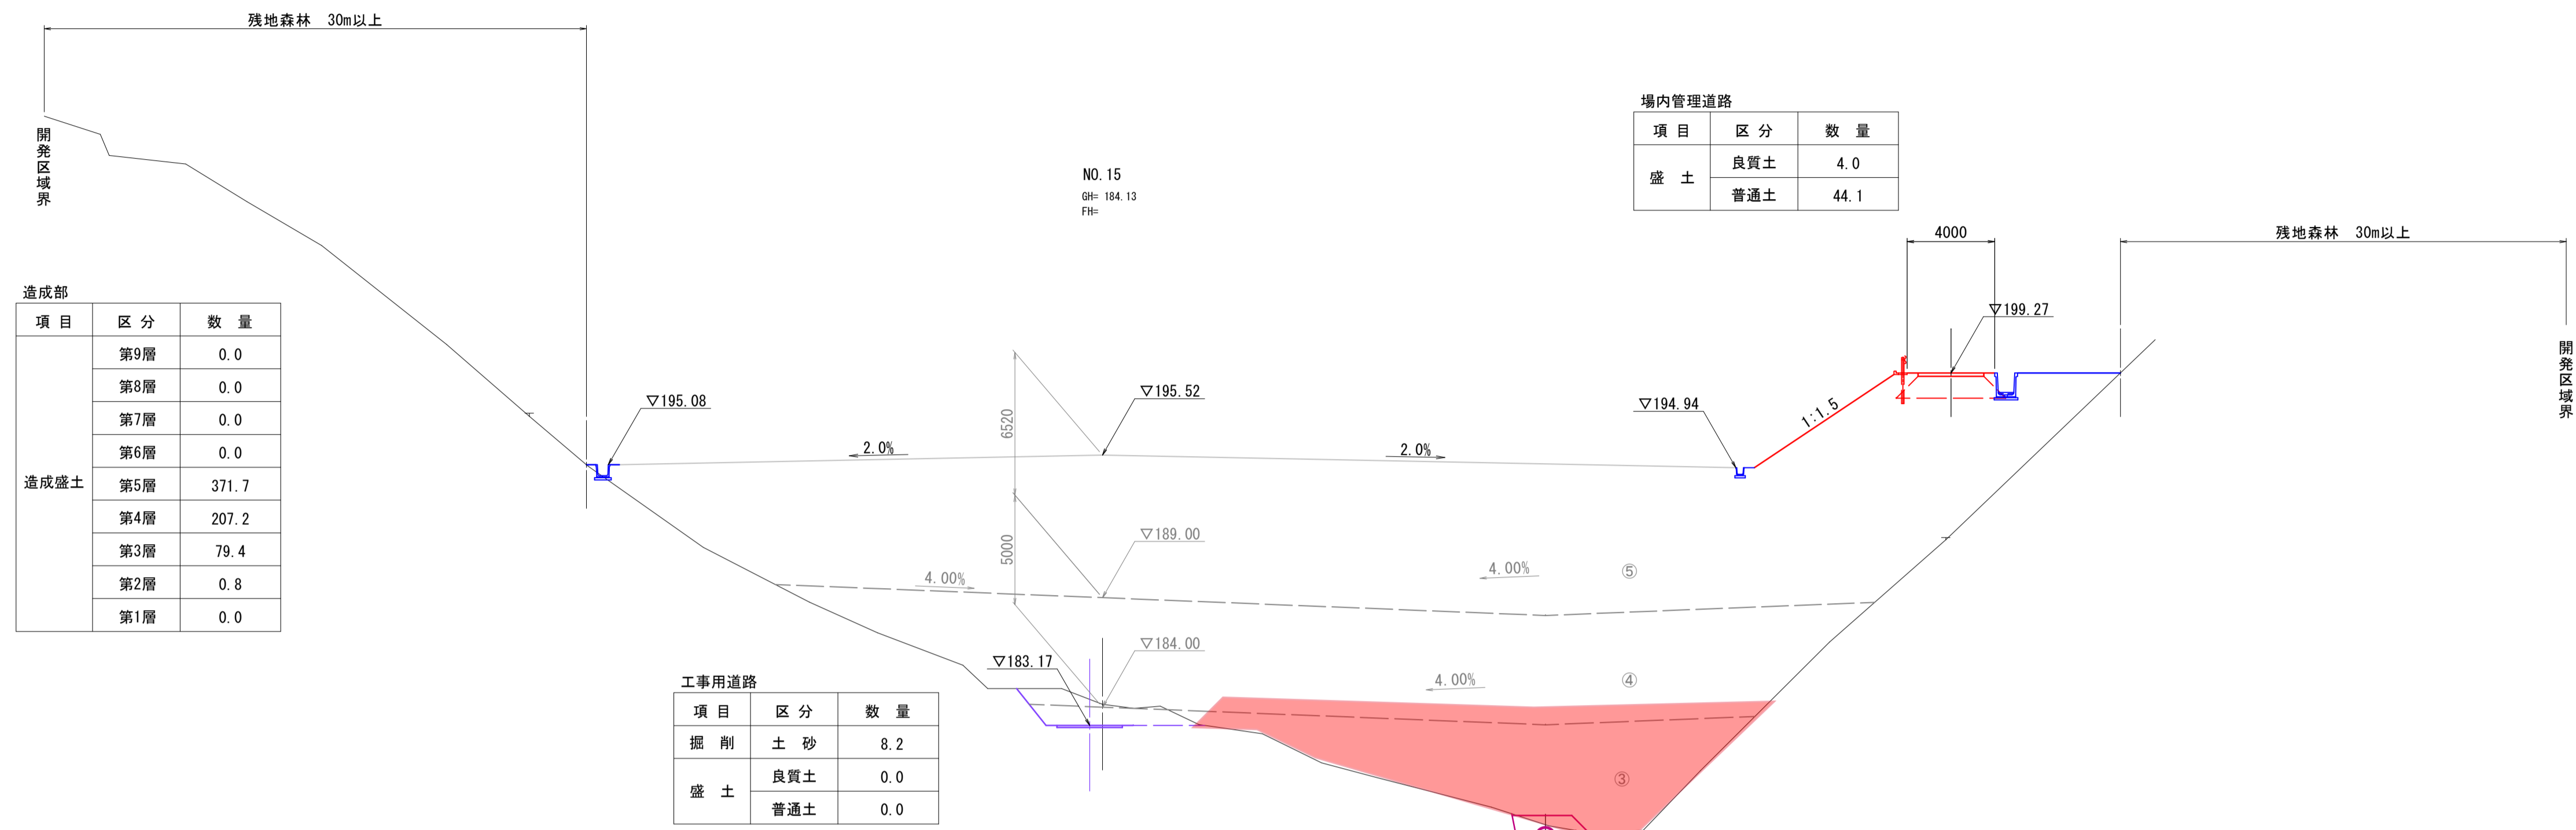 残地森林　30m以上
開発区域界
NO.15
GH= 184.13
FH=
場内管理道路
項 目 区 分 数　量
盛　土 良質土 4.0
普通土 44.1
4000
残地森林　30m以上
▽199.27
開発区域界
造成部
項 目 区 分 数　量
造成盛土
第9層 0.0
第8層 0.0
第7層 0.0
第6層 0.0
第5層 371.7
第4層 207.2
第3層 79.4
第2層 0.8
第1層 0.0
▽195.08
2.0%
6520
▽195.52
2.0%
▽194.94
1:1.5
5000
▽189.00
4.00%
4.00%
⑤
▽184.00
▽183.17
4.00%
④
③
工事用道路
項 目 区 分 数　量
掘　削 土　砂 8.2
盛　土 良質土 0.0
普通土 0.0